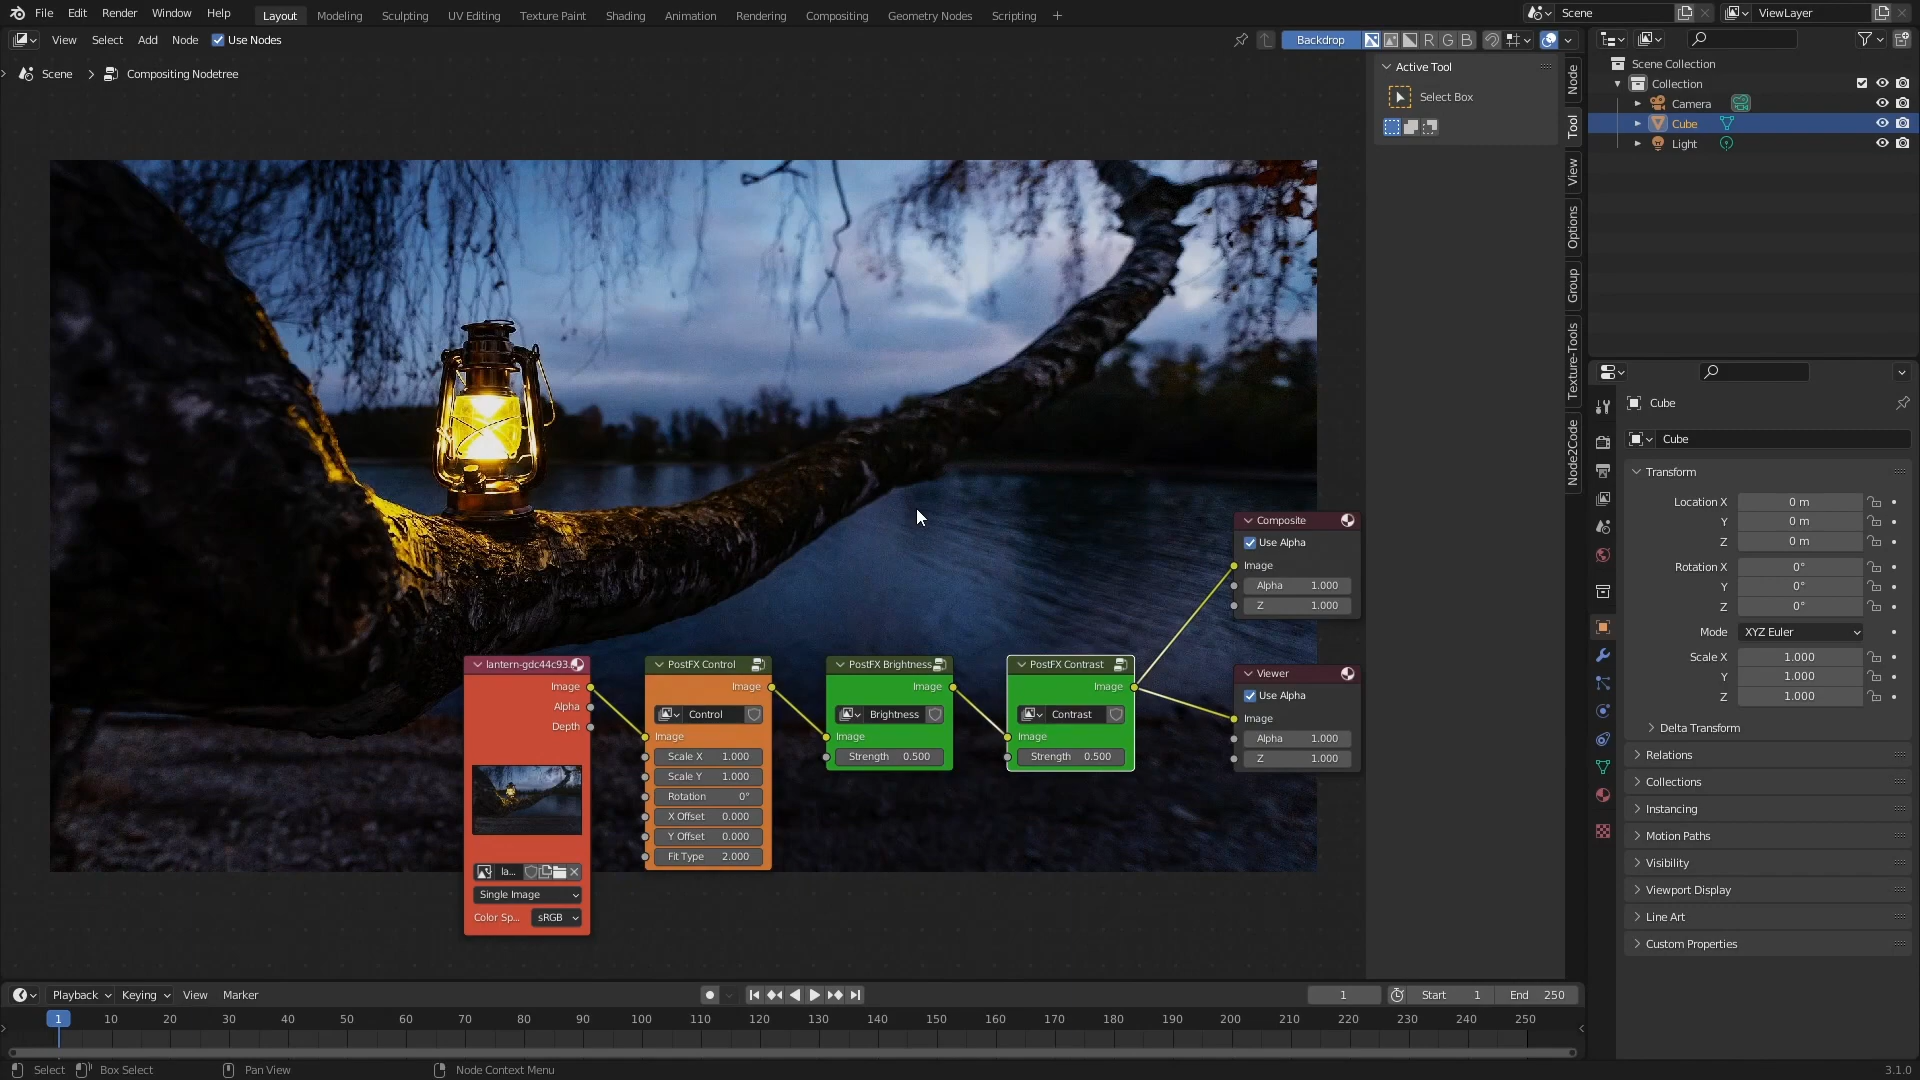 File Edit Render Window Help Layout Modeling Sculpting UV Editing Texture Paint Shading Animation Rendering Compositing Geometry Nodes Scripting + Scene ViewLayer
View Select Add Node Use Nodes Backdrop R G B
Scene > Compositing Nodetree
Active Tool
Select Box
Node
Tool
View
Options
Group
Texture-Tools
Node2Code
Scene Collection
Collection
Camera
Cube
Light
Cube
Cube
Transform
Location X 0 m
Y 0 m
Z 0 m
Rotation X 0°
Y 0°
Z 0°
Mode XYZ Euler
Scale X 1.000
Y 1.000
Z 1.000
Delta Transform
Relations
Collections
Instancing
Motion Paths
Visibility
Viewport Display
Line Art
Custom Properties
lantern-gdc44c93.
Image
Alpha
Depth
la...
Single Image
Color Sp... sRGB
PostFX Control
Image
Control
Image
Scale X 1.000
Scale Y 1.000
Rotation 0°
X Offset 0.000
Y Offset 0.000
Fit Type 2.000
PostFX Brightness
Image
Brightness
Image
Strength 0.500
PostFX Contrast
Image
Contrast
Image
Strength 0.500
Composite
Use Alpha
Image
Alpha 1.000
Z 1.000
Viewer
Use Alpha
Image
Alpha 1.000
Z 1.000
Playback Keying View Marker 1 Start 1 End 250
1 10 20 30 40 50 60 70 80 90 100 110 120 130 140 150 160 170 180 190 200 210 220 230 240 250
Select Box Select Pan View Node Context Menu 3.1.0